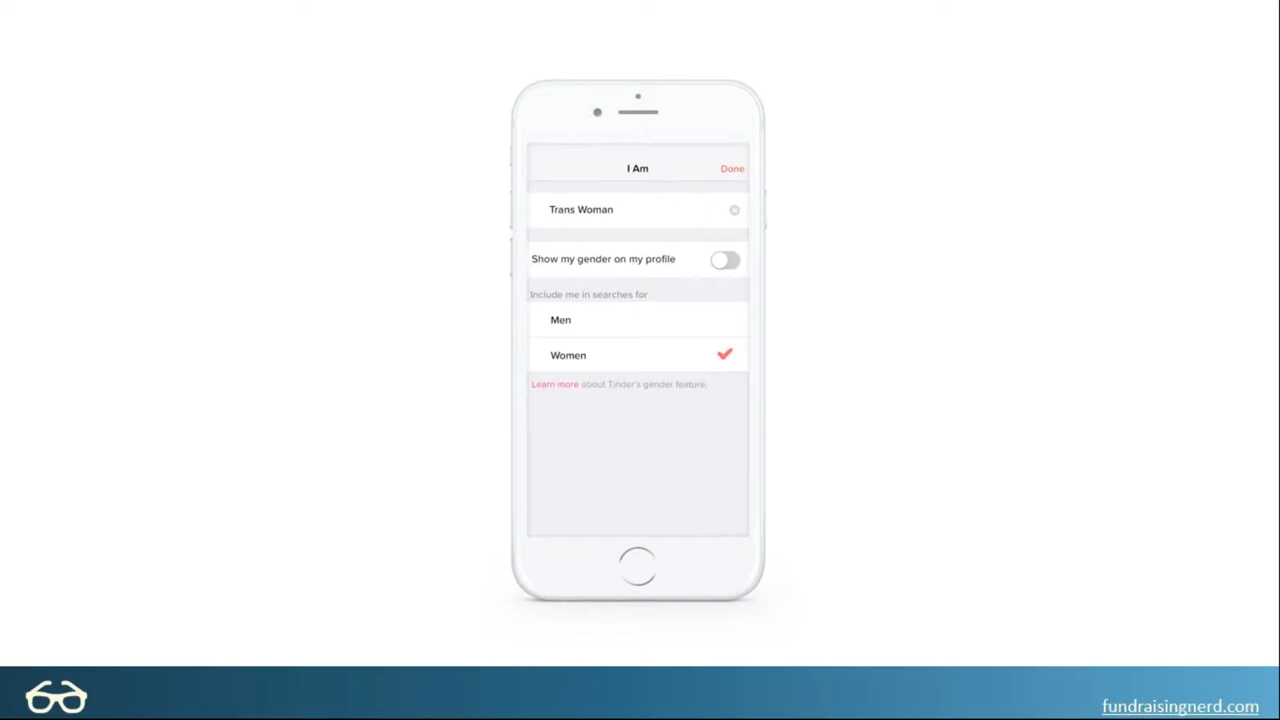 I Am
Done
Trans Woman
Show my gender on my profile
Include me in searches for
Men
Women
Learn more about Tinder's gender feature.
fundraisingnerd.com